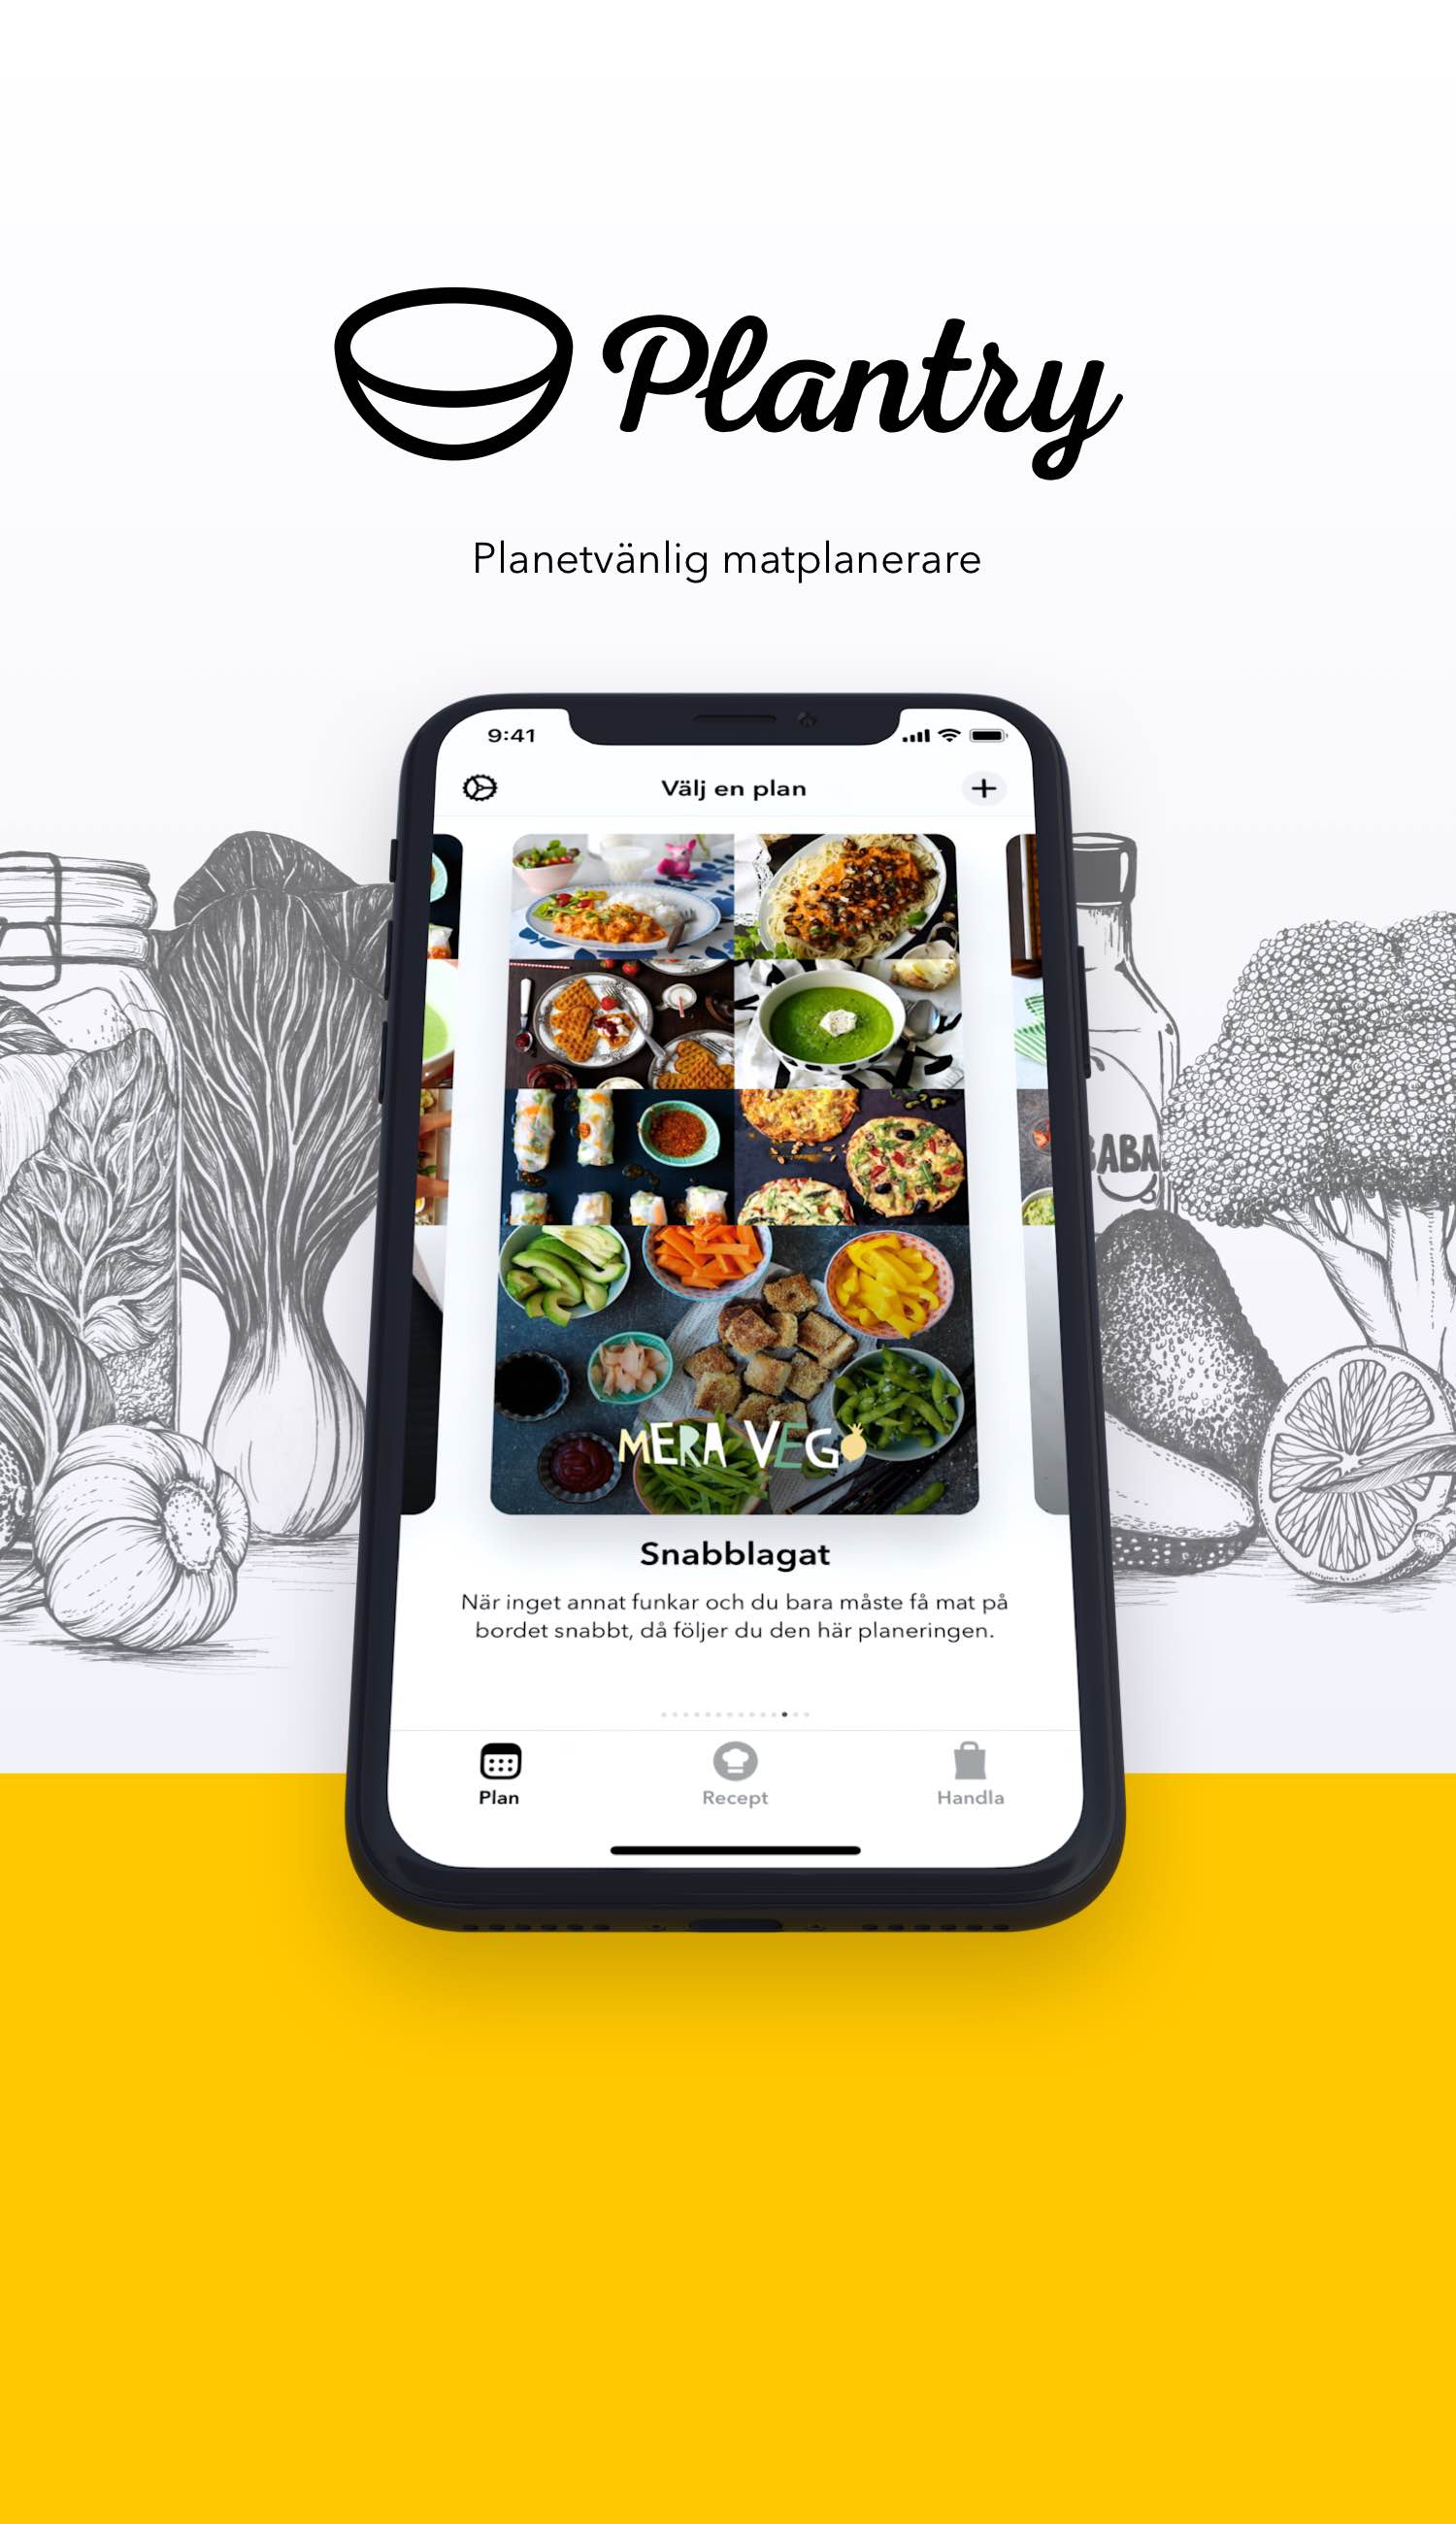 Plantry
Planetvänlig matplanerare
9:41
Välj en plan
MERA VEGO
Snabblagat
När inget annat funkar och du bara måste få mat på
bordet snabbt, då följer du den här planeringen.
Plan
Recept
Handla